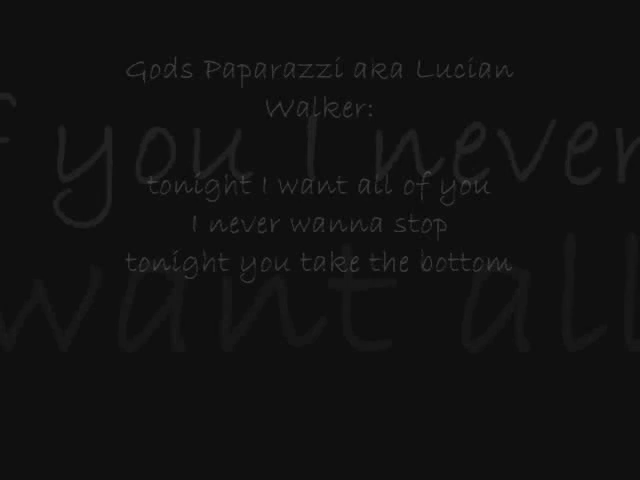 Gods Paparazzi aka Lucian
Walker:
tonight I want all of you
I never wanna stop
tonight you take the bottom
f you I never
want all